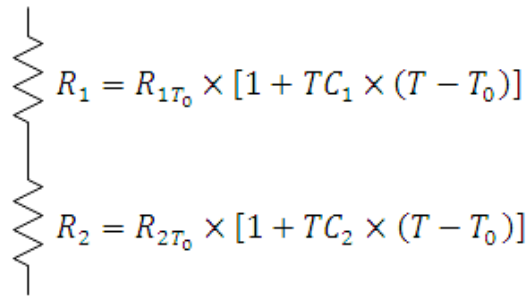 R₁ = R₁T₀ × [1 + TC₁ × (T − T₀)]
R₂ = R₂T₀ × [1 + TC₂ × (T − T₀)]